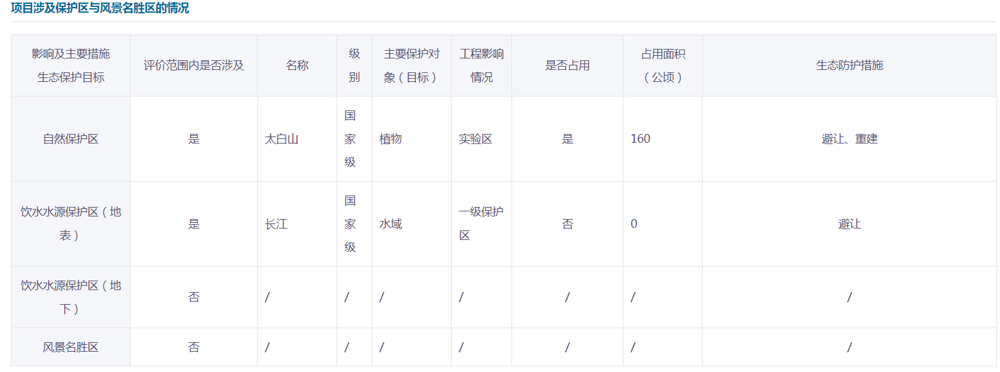 项目涉及保护区与风景名胜区的情况
影响及主要措施
生态保护目标
评价范围内是否涉及
名称
级
别
主要保护对
象（目标）
工程影响
情况
是否占用
占用面积
（公顷）
生态防护措施
自然保护区
是
太白山
国
家
级
植物
实验区
是
160
避让、重建
饮水水源保护区（地
表）
是
长江
国
家
级
水域
一级保护
区
否
0
避让
饮水水源保护区（地
下）
否
/
/
/
/
/
/
/
风景名胜区
否
/
/
/
/
/
/
/